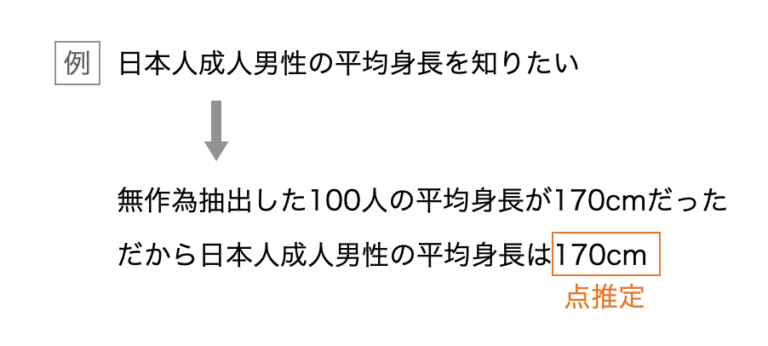 例 日本人成人男性の平均身長を知りたい
無作為抽出した100人の平均身長が170cmだった
だから日本人成人男性の平均身長は170cm
点推定